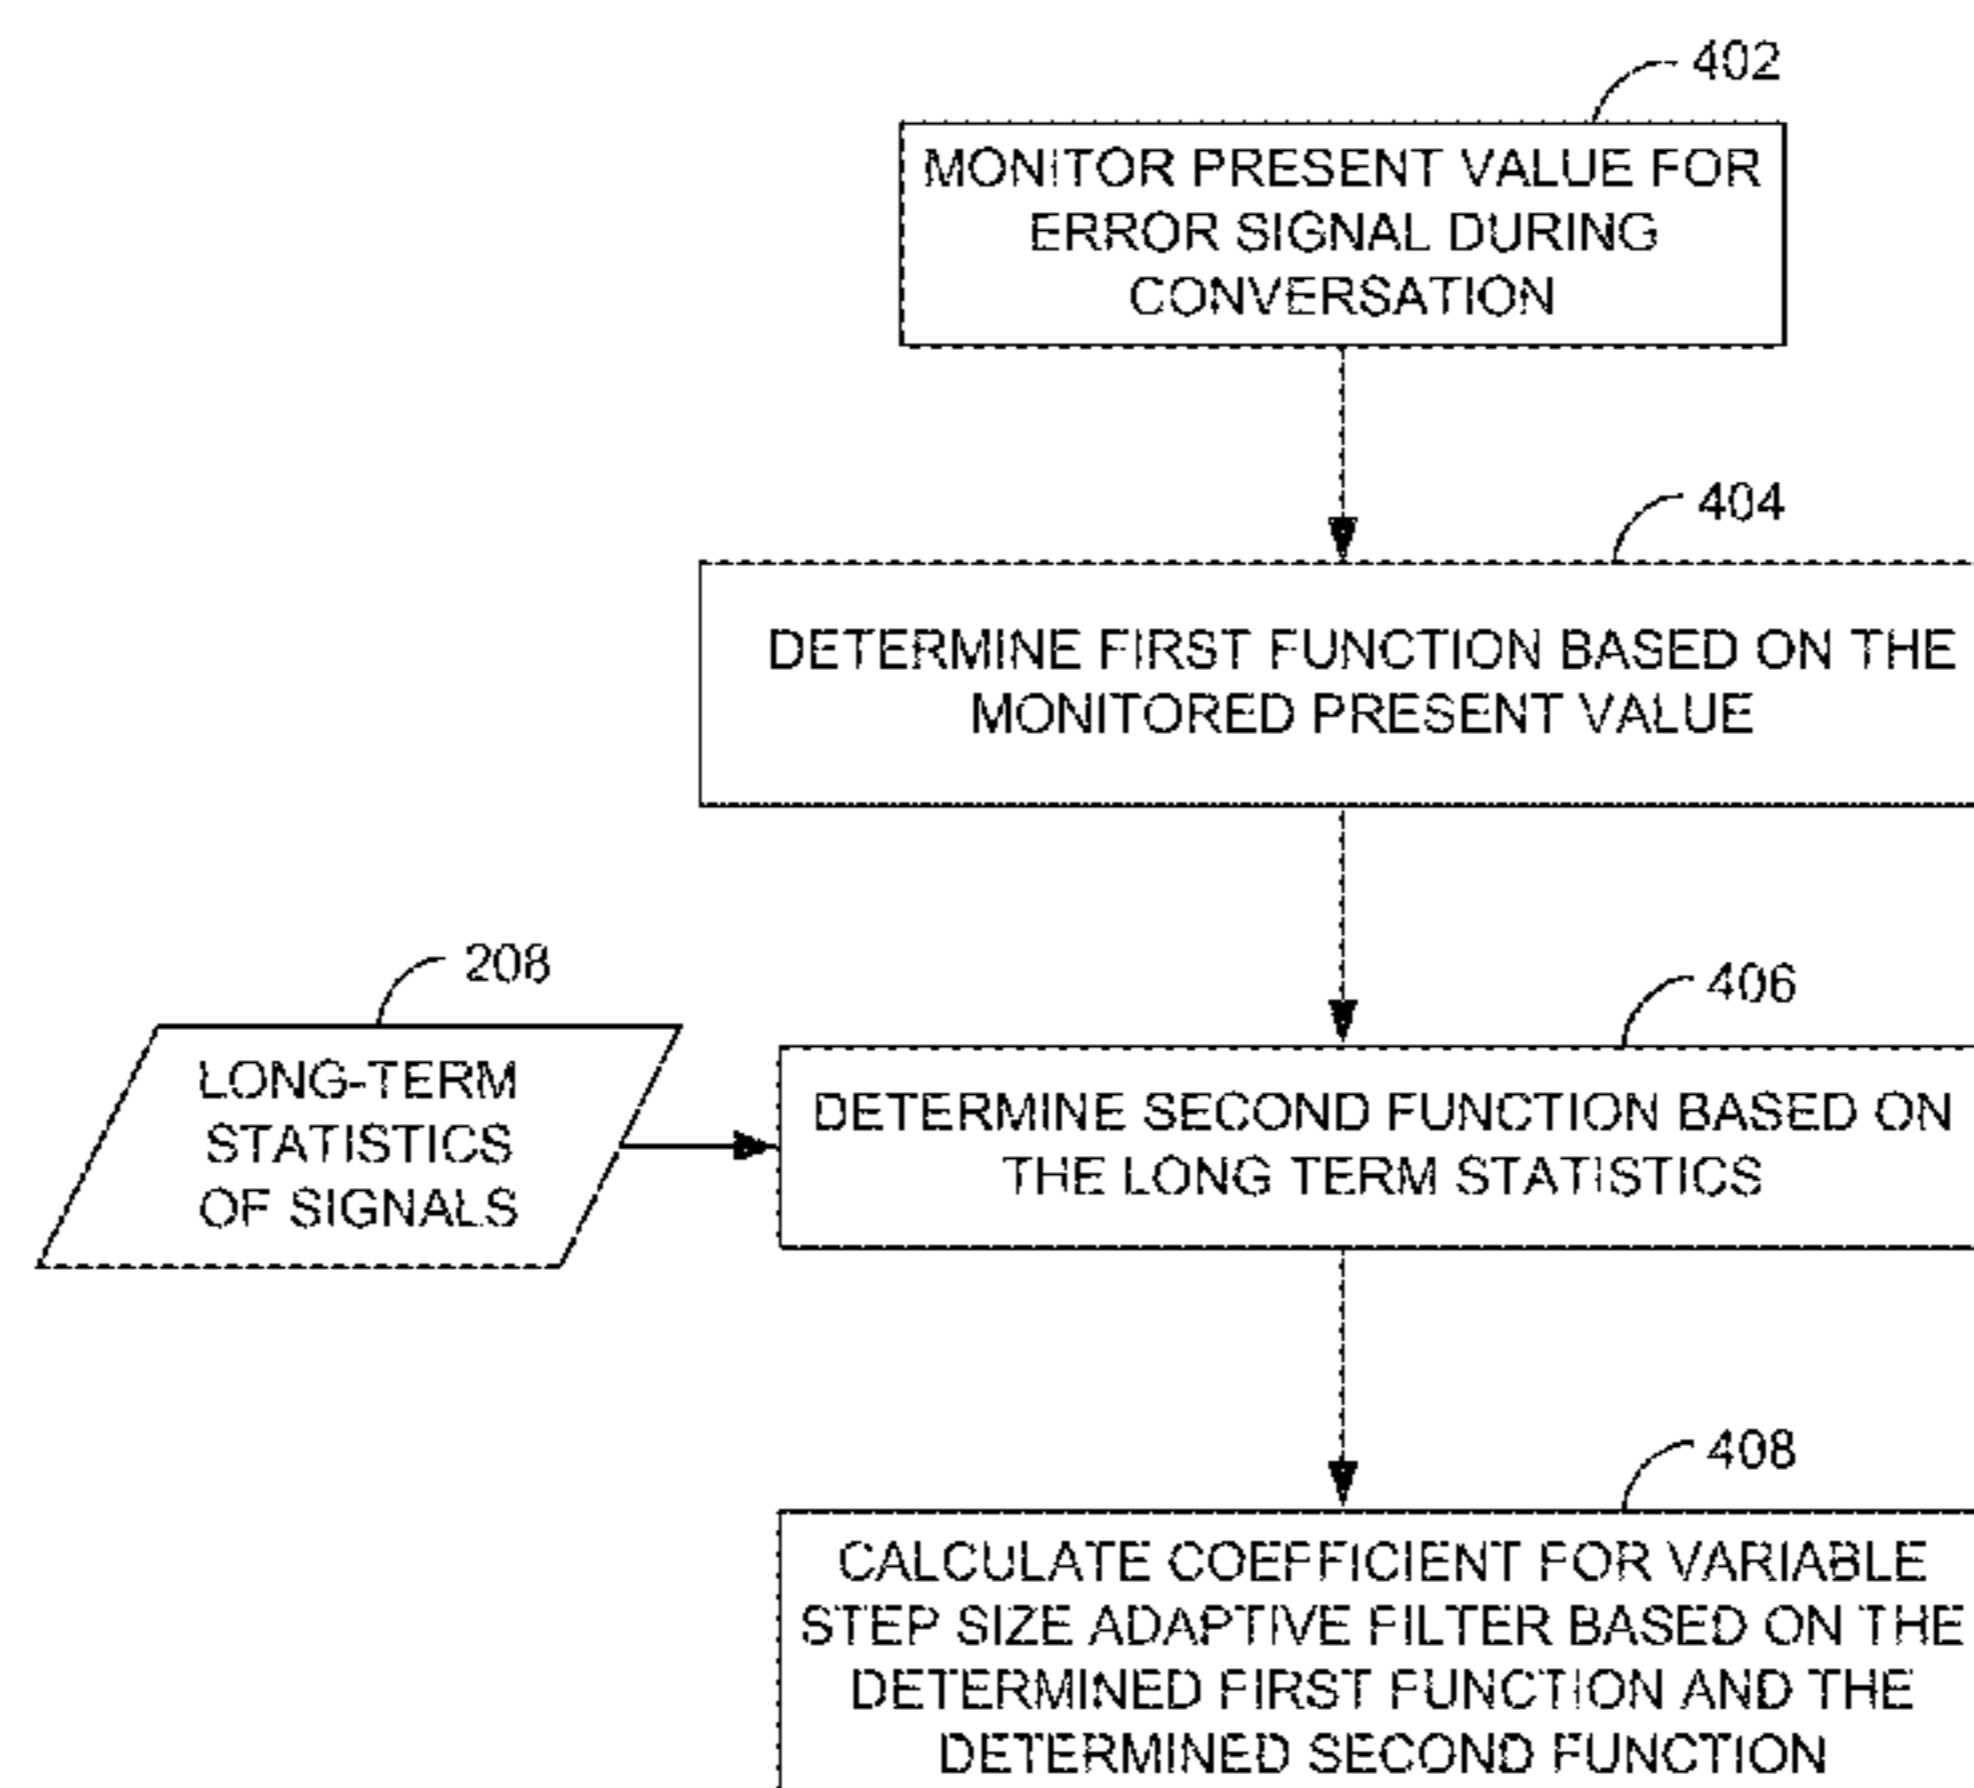 402
MONITOR PRESENT VALUE FOR
ERROR SIGNAL DURING
CONVERSATION
404
DETERMINE FIRST FUNCTION BASED ON THE
MONITORED PRESENT VALUE
208
LONG-TERM
STATISTICS
OF SIGNALS
406
DETERMINE SECOND FUNCTION BASED ON
THE LONG TERM STATISTICS
408
CALCULATE COEFFICIENT FOR VARIABLE
STEP SIZE ADAPTIVE FILTER BASED ON THE
DETERMINED FIRST FUNCTION AND THE
DETERMINED SECOND FUNCTION